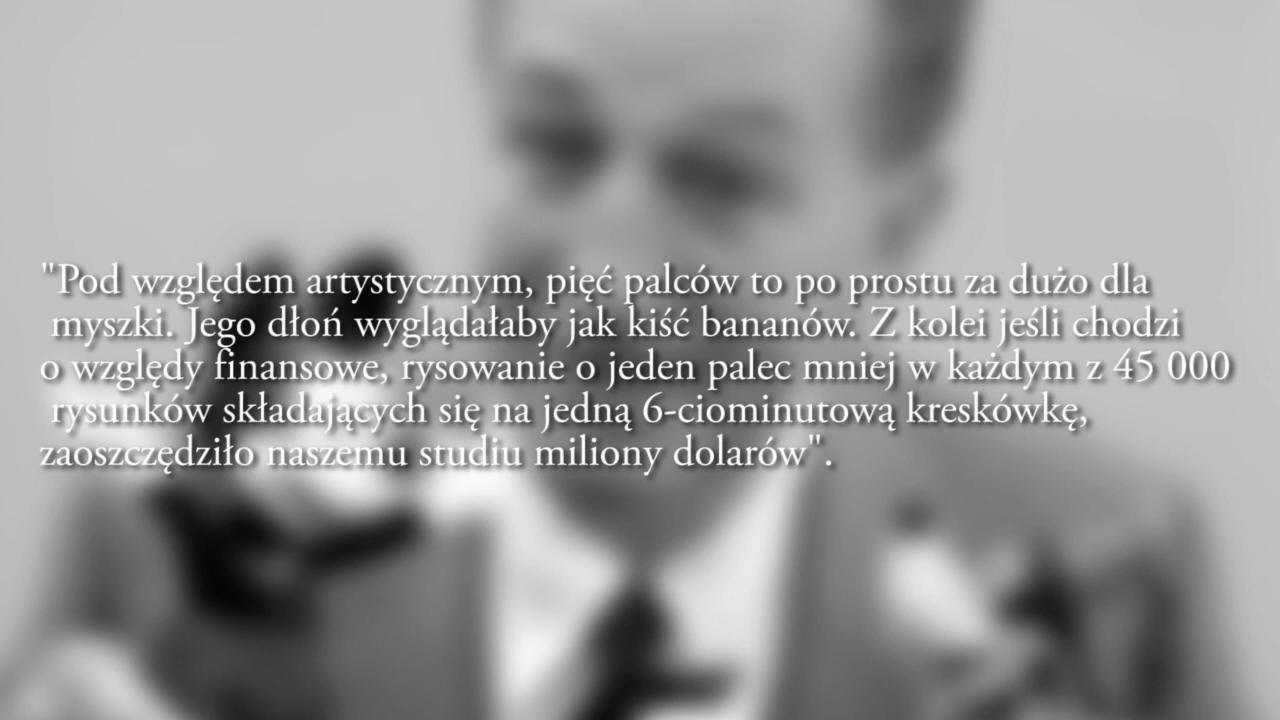 "Pod względem artystycznym, pięć palców to po prostu za dużo dla
myszki. Jego dłoń wyglądałaby jak kiść bananów. Z kolei jeśli chodzi
o względy finansowe, rysowanie o jeden palec mniej w każdym z 45 000
rysunków składających się na jedną 6-ciominutową kreskówkę,
zaoszczędziło naszemu studiu miliony dolarów".